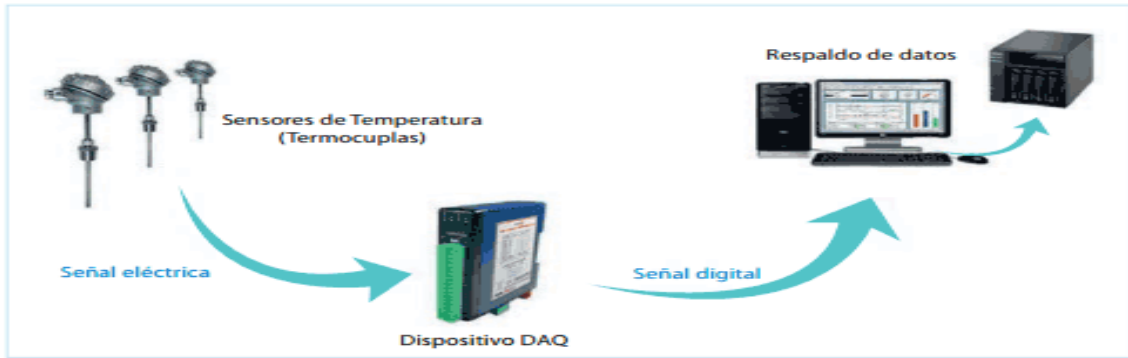 Respaldo de datos
Sensores de Temperatura
(Termocuplas)
Señal eléctrica
Señal digital
Dispositivo DAQ